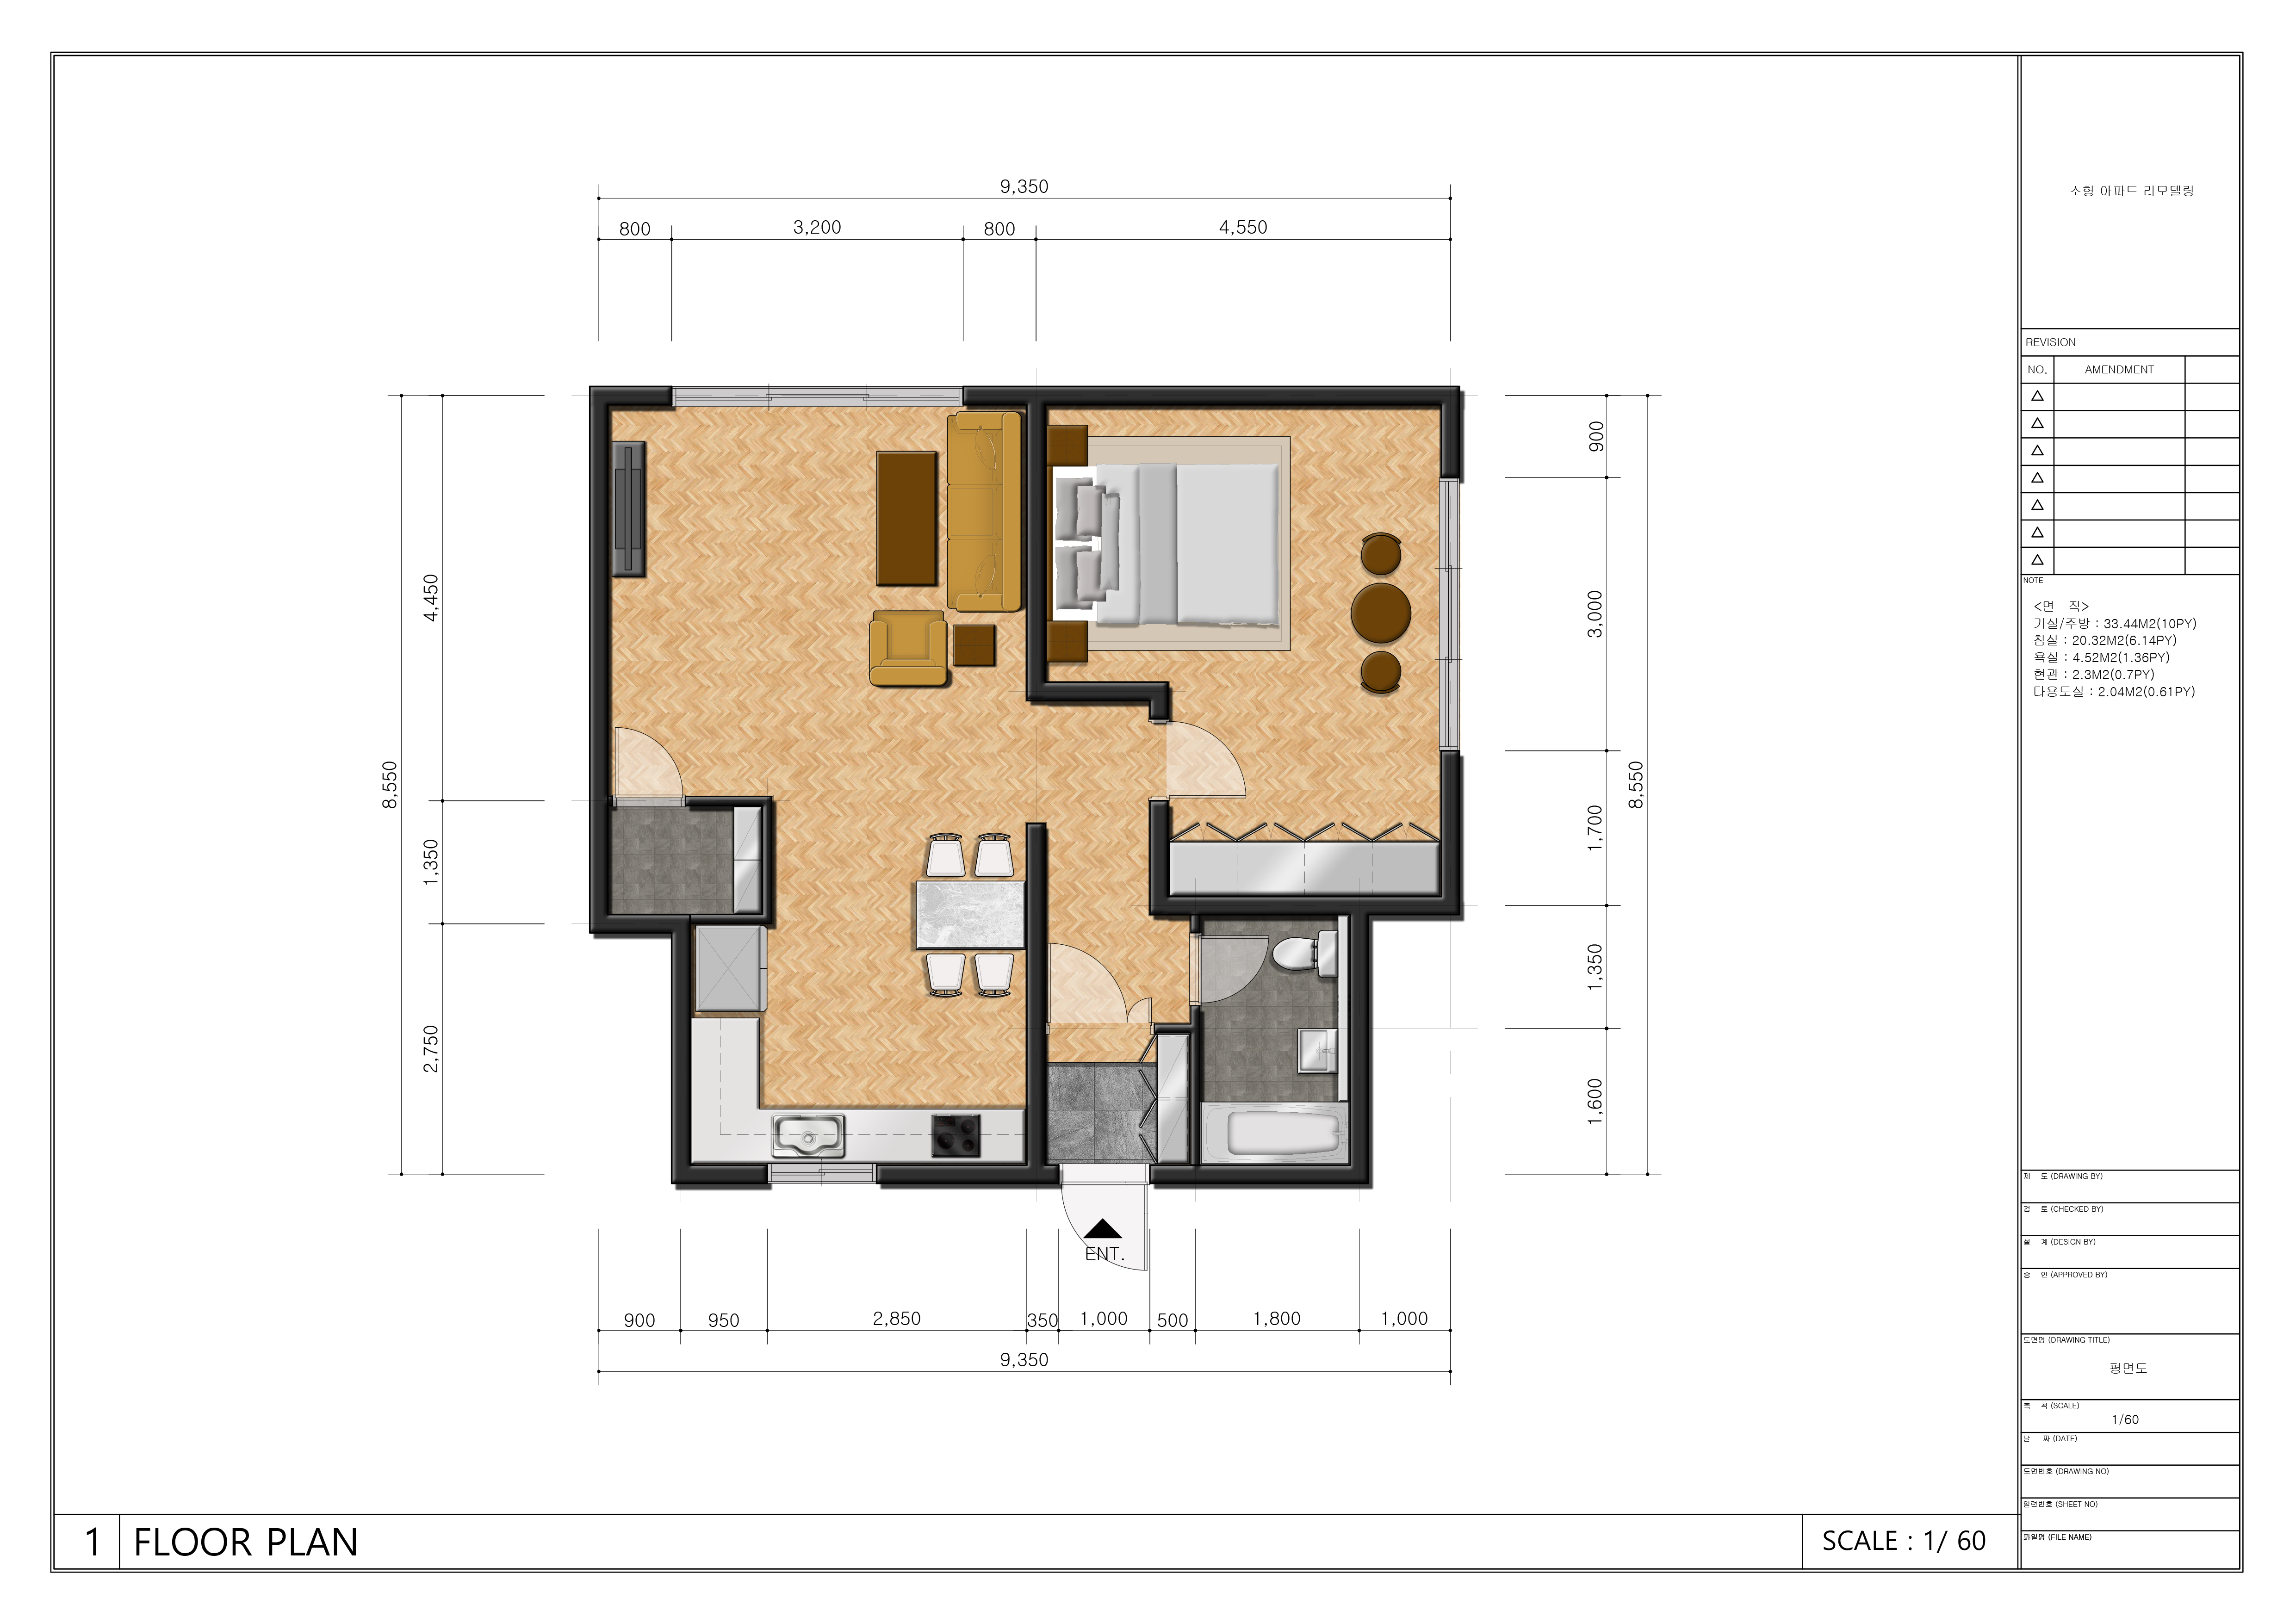 9,350
800
3,200
800
4,550
900
3,000
1,700
8,550
1,350
1,600
4,450
8,550
1,350
2,750
ENT.
900
950
2,850
350
1,000
500
1,800
1,000
9,350
1
FLOOR PLAN
SCALE : 1/ 60
소형 아파트 리모델링
REVISION
NO. AMENDMENT
NOTE
<면 적>
거실/주방 : 33.44M2(10PY)
침실 : 20.32M2(6.14PY)
욕실 : 4.52M2(1.36PY)
현관 : 2.3M2(0.7PY)
다용도실 : 2.04M2(0.61PY)
제 도 (DRAWING BY)
검 토 (CHECKED BY)
설 계 (DESIGN BY)
승 인 (APPROVED BY)
도면명 (DRAWING TITLE)
평면도
축 척 (SCALE)
1/60
날 짜 (DATE)
도면번호 (DRAWING NO)
일련번호 (SHEET NO)
파일명 (FILE NAME)